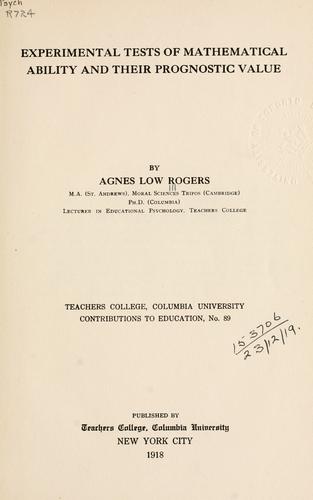 Psych
R724
EXPERIMENTAL TESTS OF MATHEMATICAL
ABILITY AND THEIR PROGNOSTIC VALUE
BY
AGNES LOW ROGERS
M.A. (St. Andrews), Moral Sciences Tripos (Cambridge)
Ph.D. (Columbia)
Lecturer in Educational Psychology, Teachers College
TEACHERS COLLEGE, COLUMBIA UNIVERSITY
CONTRIBUTIONS TO EDUCATION, No. 89
153706
23/12/19.
PUBLISHED BY
Teachers College, Columbia University
NEW YORK CITY
1918